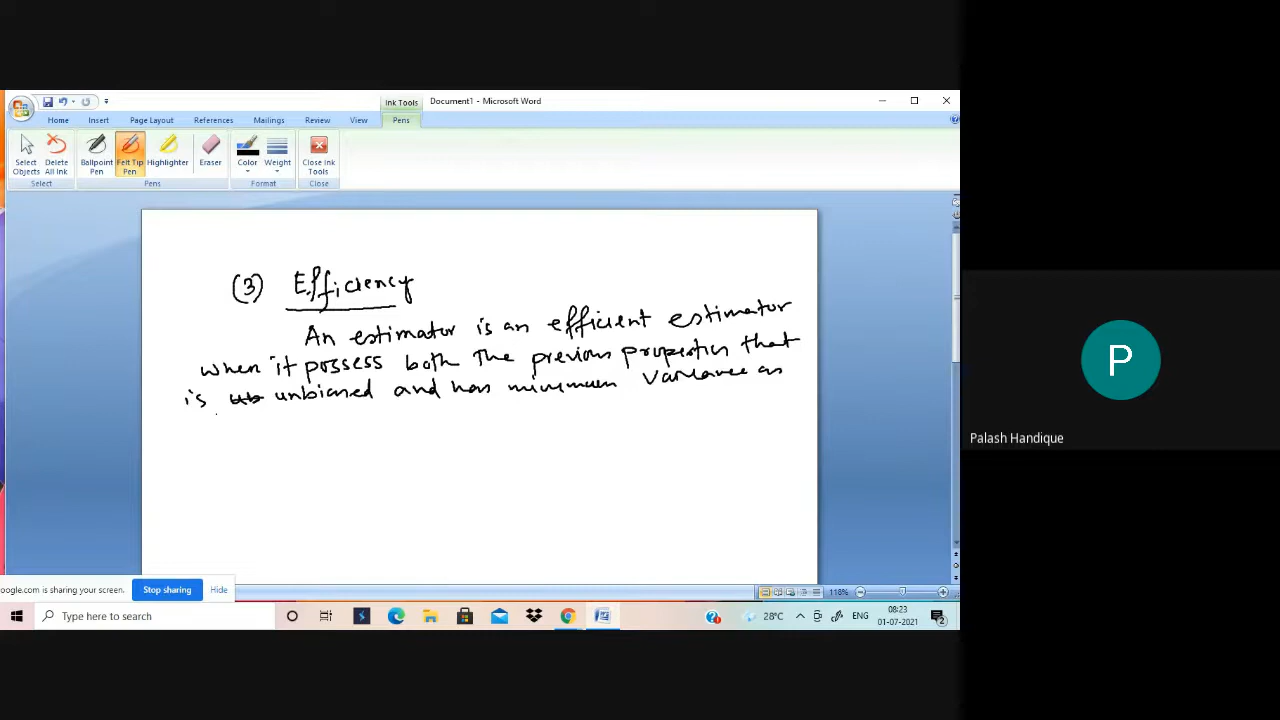 Ink Tools
Document1 - Microsoft Word
Home Insert Page Layout References Mailings Review View Pens
Select Objects Delete All Ink Ballpoint Pen Felt Tip Pen Highlighter Eraser Color Weight Close Ink Tools
Select Pens Format Close
(3) Efficiency
An estimator is an efficient estimator
when it possess both the previous properties that
is unbiased and has minimum variance as
P
Palash Handique
oogle.com is sharing your screen. Stop sharing Hide
118%
Type here to search
28°C ENG 08:23
01-07-2021
2